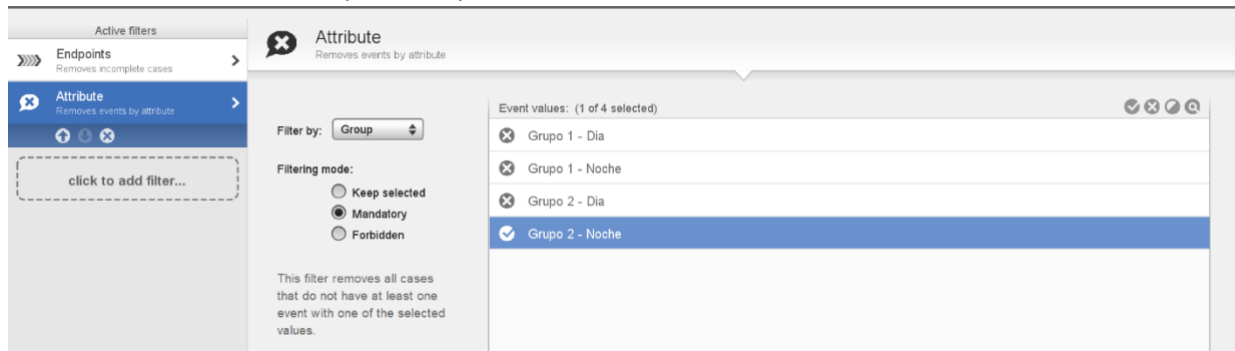 Active filters
Endpoints
Removes incomplete cases
Attribute
Removes events by attribute
click to add filter...
Attribute
Removes events by attribute
Filter by: Group
Filtering mode:
Keep selected
Mandatory
Forbidden
This filter removes all cases
that do not have at least one
event with one of the selected
values.
Event values: (1 of 4 selected)
Grupo 1 - Dia
Grupo 1 - Noche
Grupo 2 - Dia
Grupo 2 - Noche